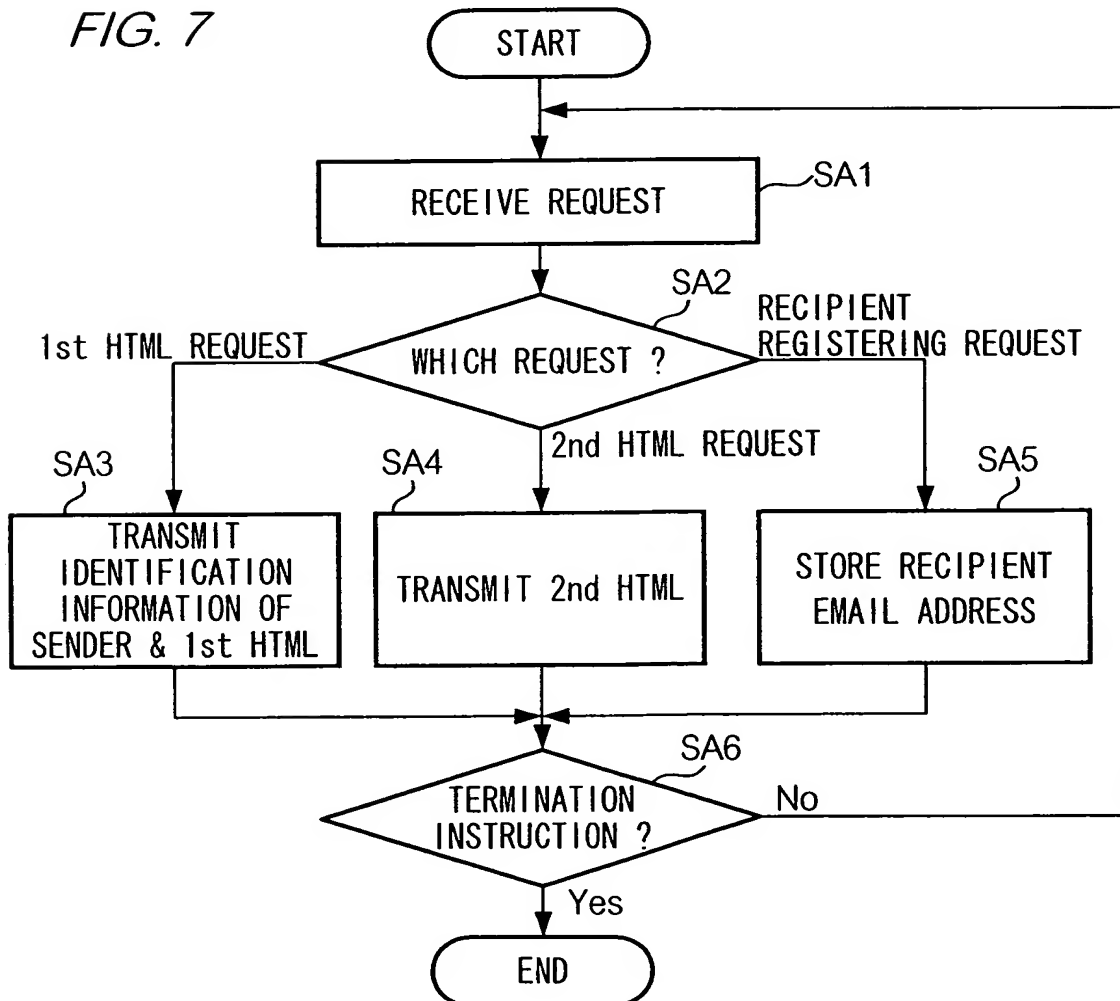 FIG. 7
START
RECEIVE REQUEST
SA1
SA2
1st HTML REQUEST
WHICH REQUEST ?
RECIPIENT
REGISTERING REQUEST
2nd HTML REQUEST
SA3
TRANSMIT
IDENTIFICATION
INFORMATION OF
SENDER & 1st HTML
SA4
TRANSMIT 2nd HTML
SA5
STORE RECIPIENT
EMAIL ADDRESS
SA6
TERMINATION
INSTRUCTION ?
No
Yes
END